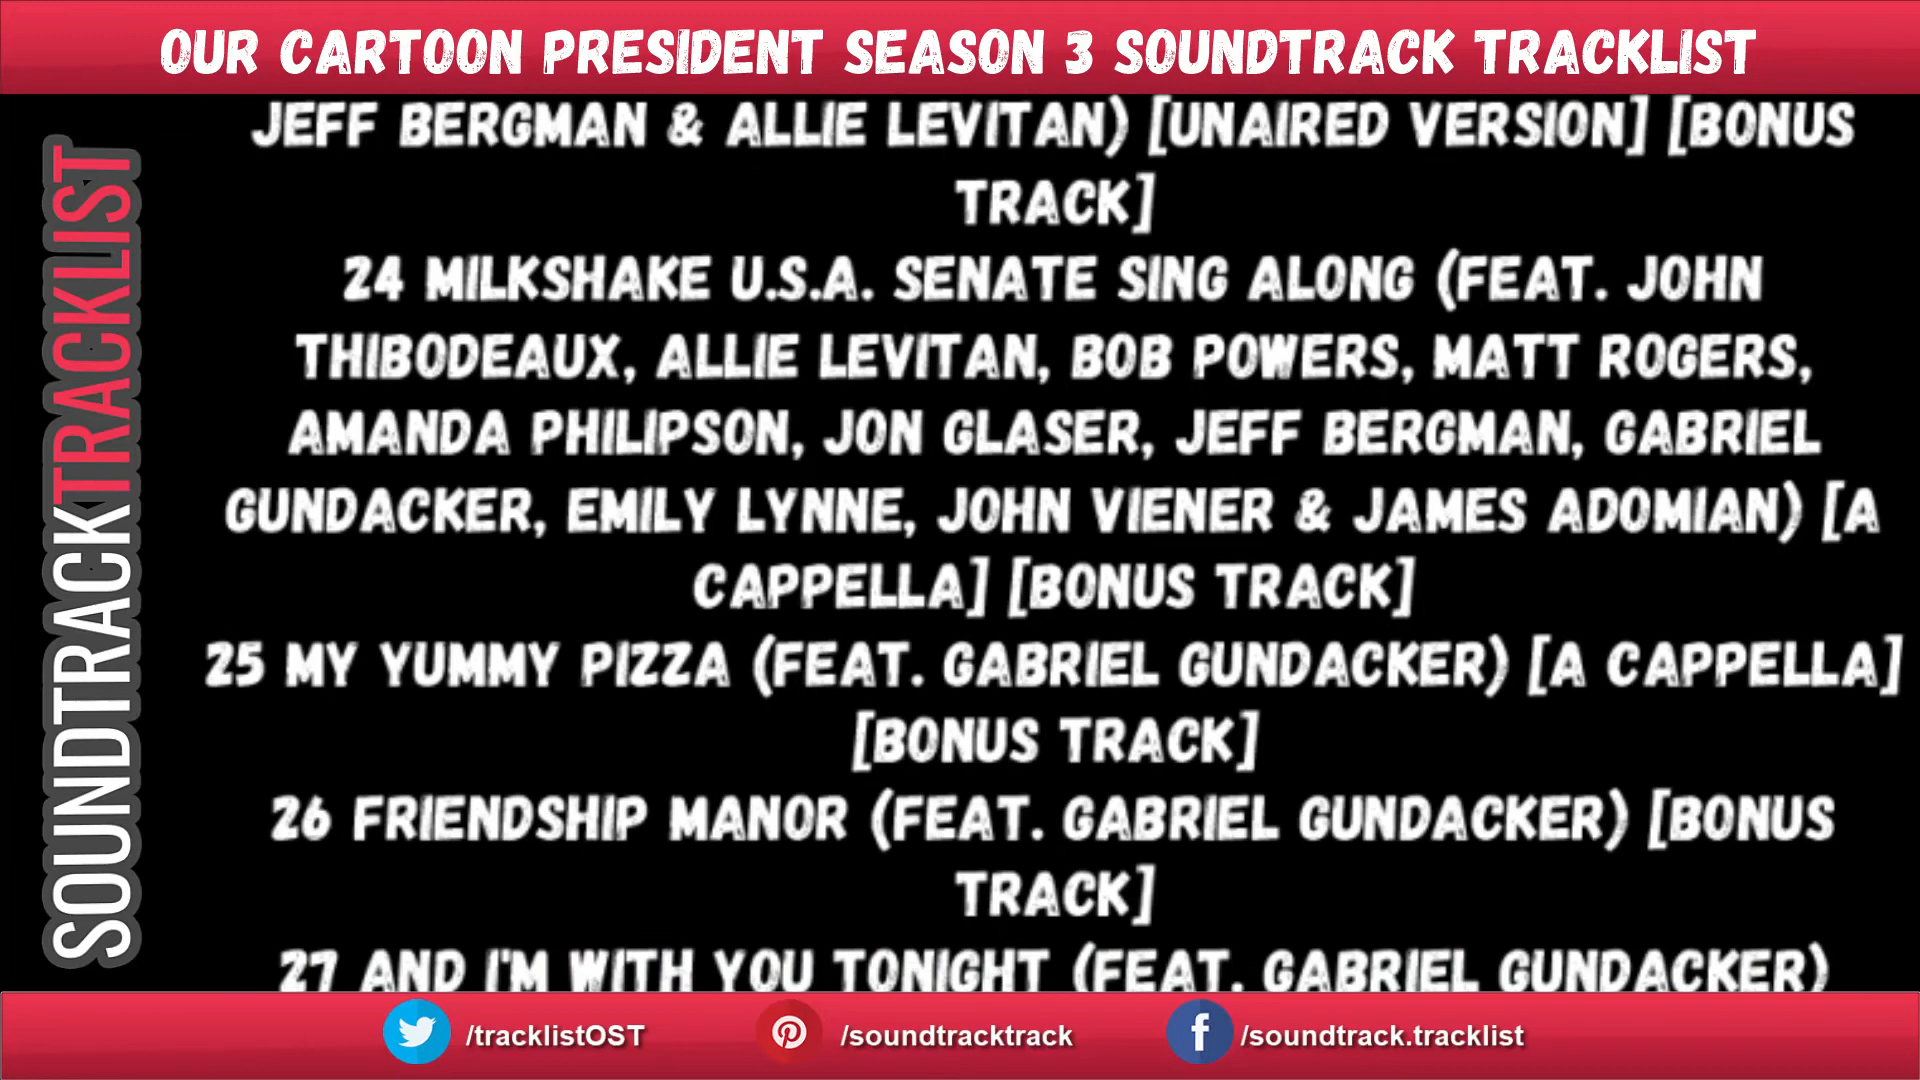 OUR CARTOON PRESIDENT SEASON 3 SOUNDTRACK TRACKLIST
SOUNDTRACKTRACKLIST
JEFF BERGMAN & ALLIE LEVITAN) [UNAIRED VERSION] [BONUS
TRACK]
24 MILKSHAKE U.S.A. SENATE SING ALONG (FEAT. JOHN
THIBODEAUX, ALLIE LEVITAN, BOB POWERS, MATT ROGERS,
AMANDA PHILIPSON, JON GLASER, JEFF BERGMAN, GABRIEL
GUNDACKER, EMILY LYNNE, JOHN VIENER & JAMES ADOMIAN) [A
CAPPELLA] [BONUS TRACK]
25 MY YUMMY PIZZA (FEAT. GABRIEL GUNDACKER) [A CAPPELLA]
[BONUS TRACK]
26 FRIENDSHIP MANOR (FEAT. GABRIEL GUNDACKER) [BONUS
TRACK]
27 AND I'M WITH YOU TONIGHT (FEAT. GABRIEL GUNDACKER)
/tracklistOST
/soundtracktrack
/soundtrack.tracklist